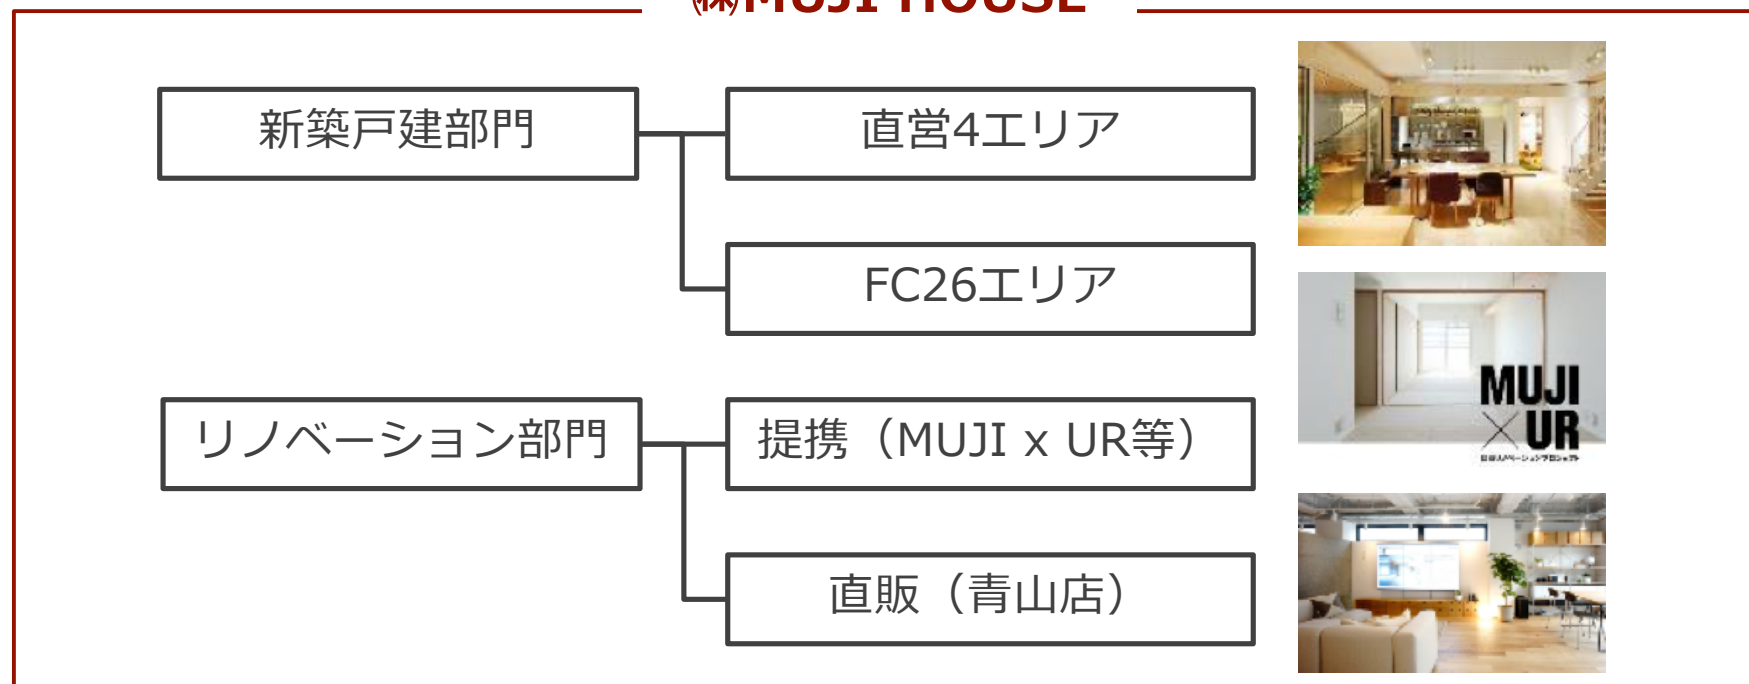 ㈱MUJI HOUSE
新築戸建部門
直営4エリア
FC26エリア
リノベーション部門
提携（MUJI x UR等）
直販（青山店）
MUJI
×UR